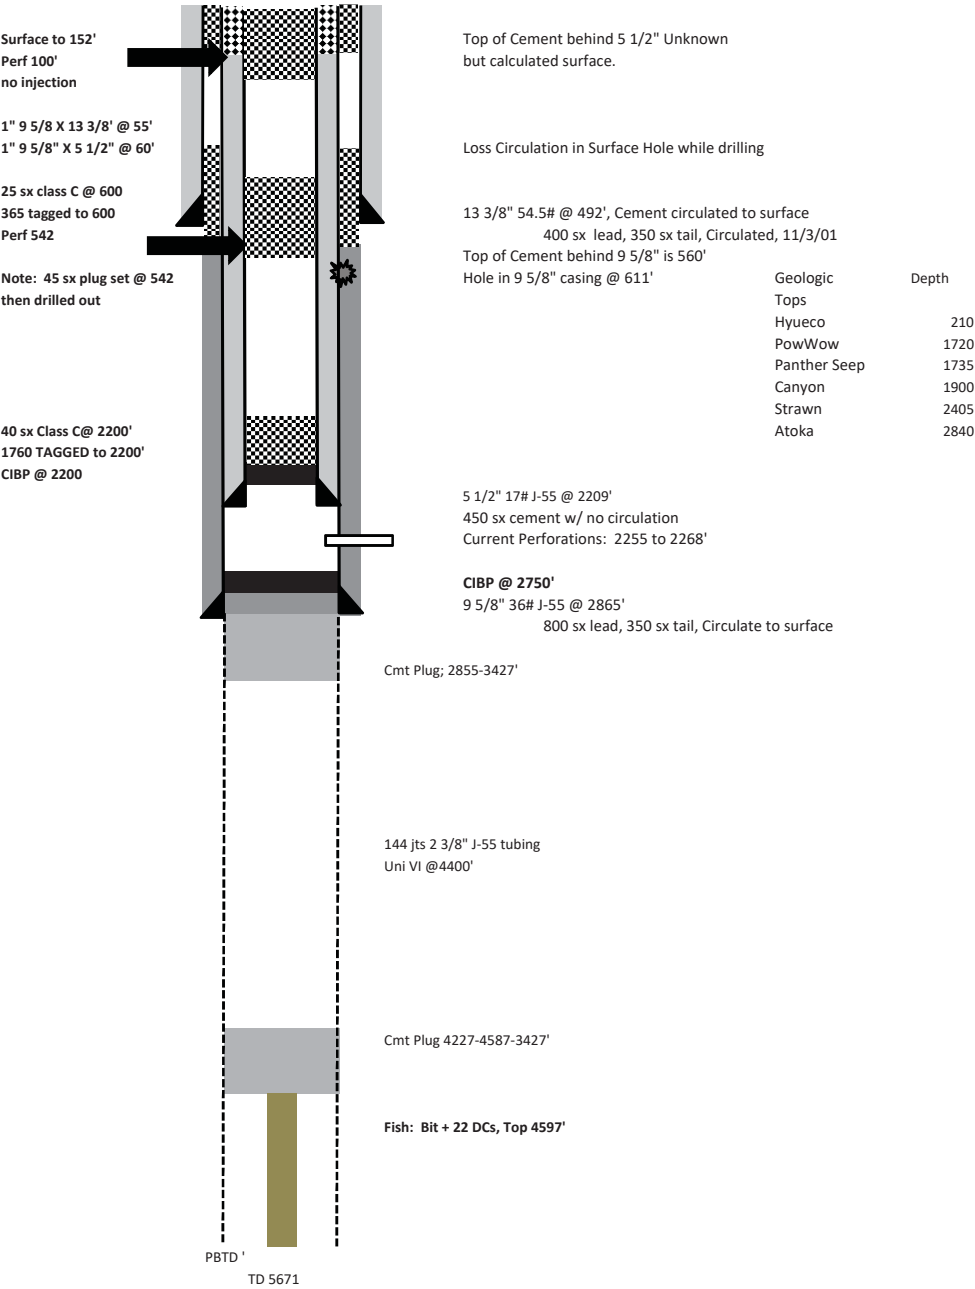 Surface to 152'
Perf 100'
no injection
1" 9 5/8 X 13 3/8' @ 55'
1" 9 5/8" X 5 1/2" @ 60'
25 sx class C @ 600
365 tagged to 600
Perf 542
Note:  45 sx plug set @ 542
then drilled out
40 sx Class C@ 2200'
1760 TAGGED to 2200'
CIBP @ 2200
Top of Cement behind 5 1/2" Unknown
but calculated surface.
Loss Circulation in Surface Hole while drilling
13 3/8" 54.5# @ 492', Cement circulated to surface
400 sx  lead, 350 sx tail, Circulated, 11/3/01
Top of Cement behind 9 5/8" is 560'
Hole in 9 5/8" casing @ 611'
Geologic Depth
Tops
Hyueco 210
PowWow 1720
Panther Seep 1735
Canyon 1900
Strawn 2405
Atoka 2840
5 1/2" 17# J-55 @ 2209'
450 sx cement w/ no circulation
Current Perforations:  2255 to 2268'
CIBP @ 2750'
9 5/8" 36# J-55 @ 2865'
800 sx lead, 350 sx tail, Circulate to surface
Cmt Plug; 2855-3427'
144 jts 2 3/8" J-55 tubing
Uni VI @4400'
Cmt Plug 4227-4587-3427'
Fish:  Bit + 22 DCs, Top 4597'
PBTD '
TD 5671